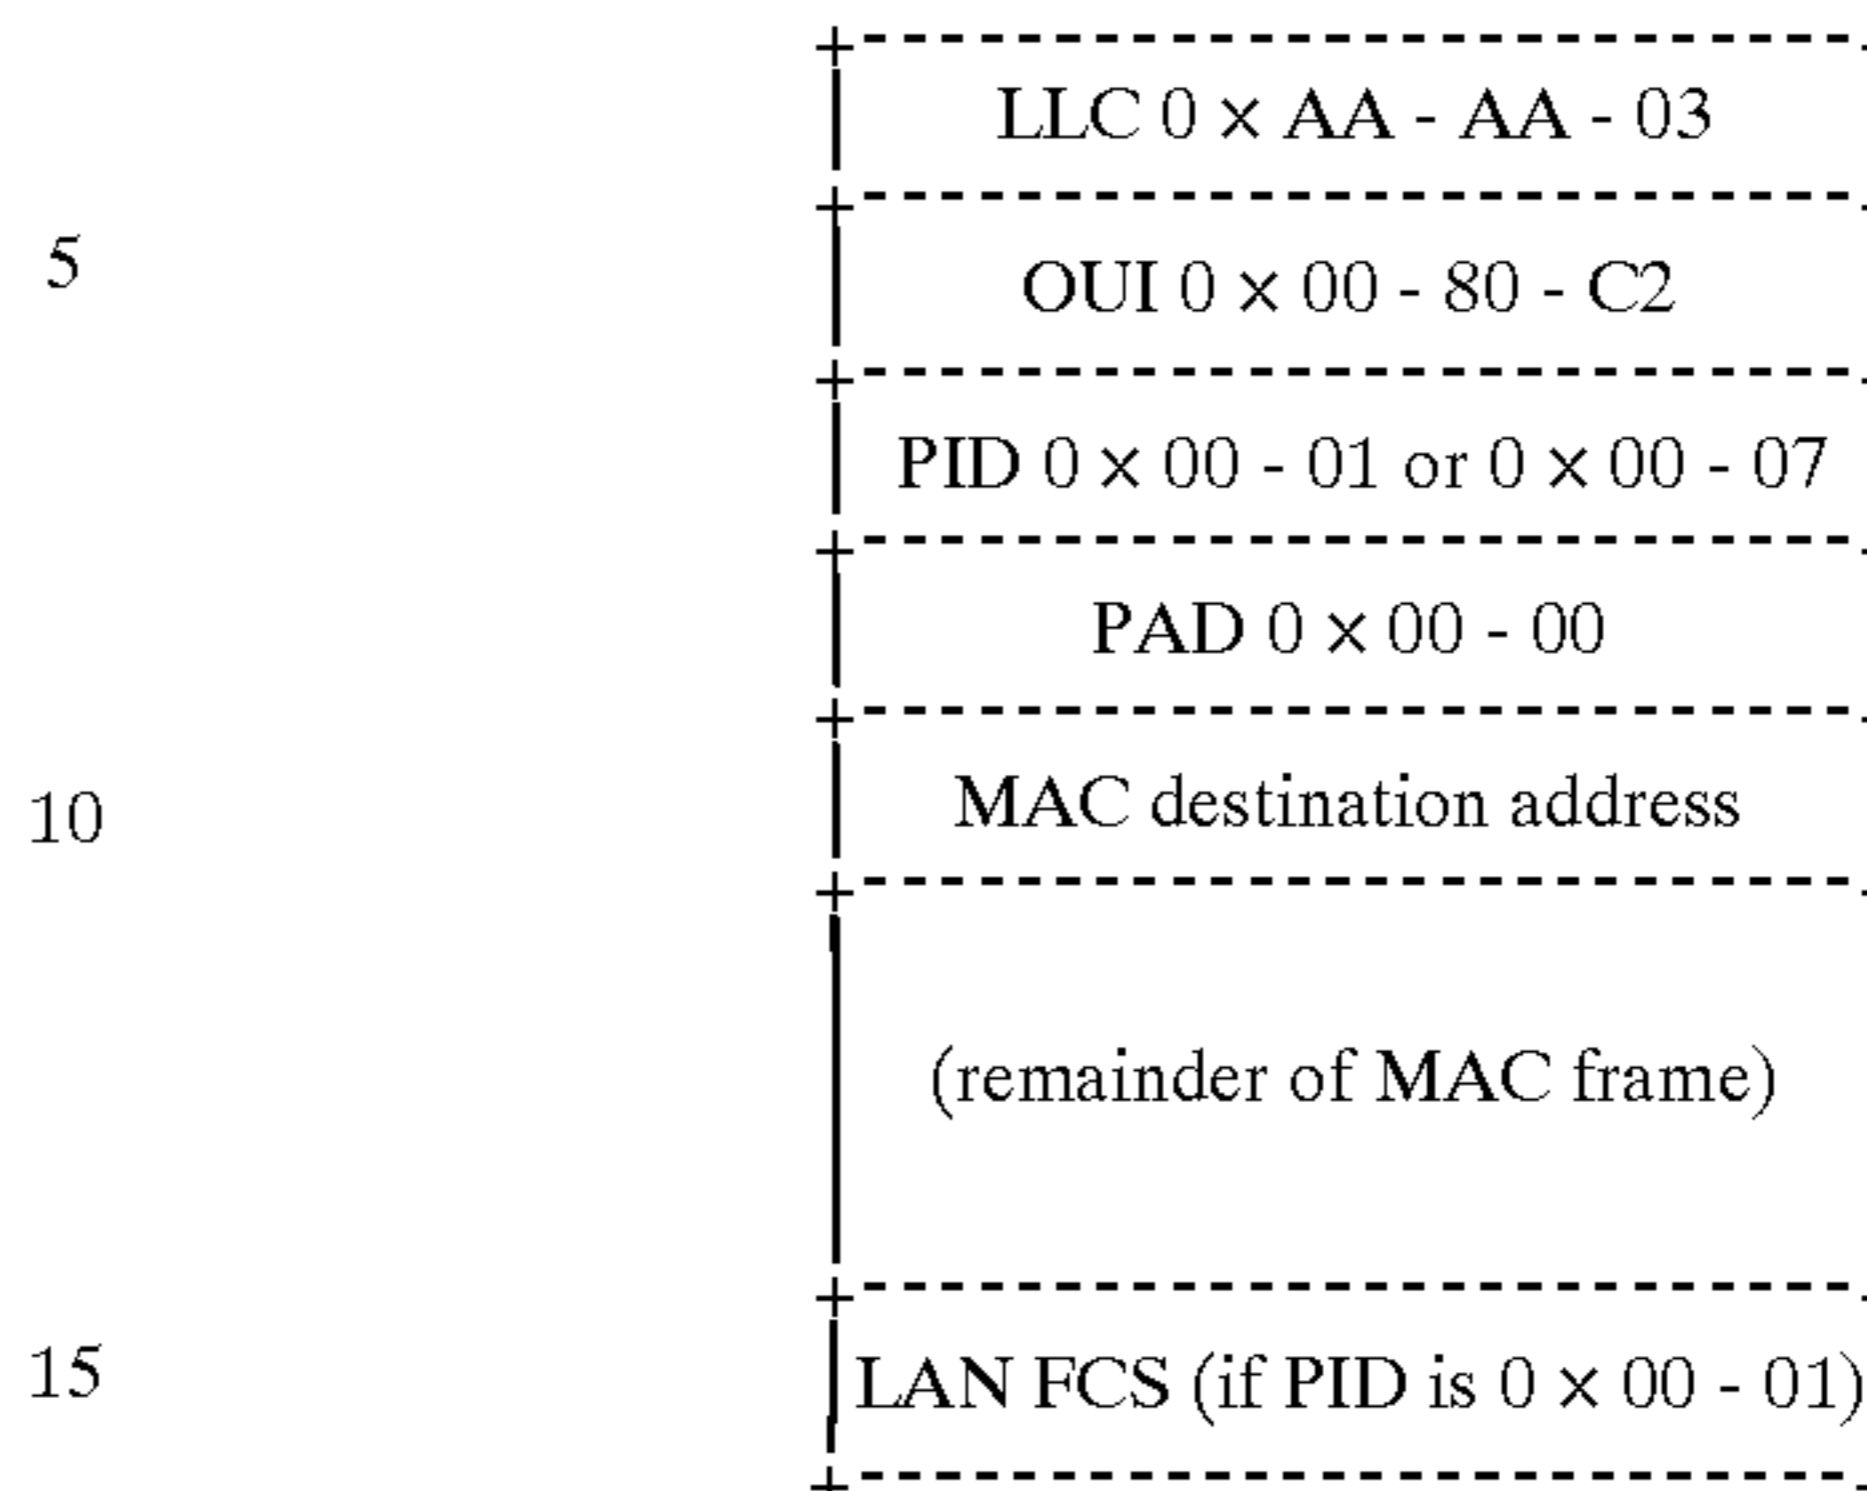 LLC 0 × AA - AA - 03
5
OUI 0 × 00 - 80 - C2
PID 0 × 00 - 01 or 0 × 00 - 07
PAD 0 × 00 - 00
10
MAC destination address
(remainder of MAC frame)
15
LAN FCS (if PID is 0 × 00 - 01)